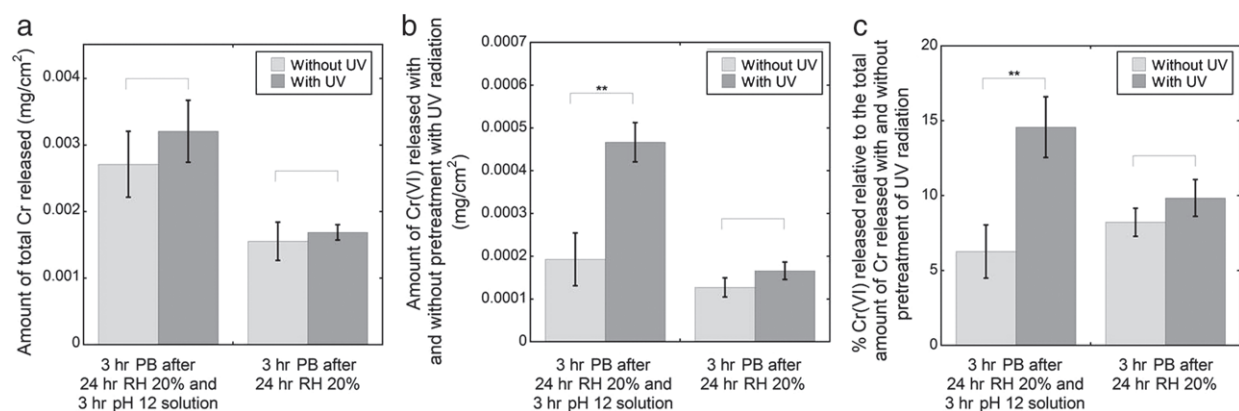 a
Amount of total Cr released (mg/cm2)
0.004
0.003
0.002
0.001
0
Without UV
With UV
3 hr PB after
24 hr RH 20% and
3 hr pH 12 solution
3 hr PB after
24 hr RH 20%
b
Amount of Cr(VI) released with
and without pretreatment with UV radiation
(mg/cm2)
0.0007
0.0006
0.0005
0.0004
0.0003
0.0002
0.0001
0
Without UV
With UV
**
3 hr PB after
24 hr RH 20% and
3 hr pH 12 solution
3 hr PB after
24 hr RH 20%
c
% Cr(VI) released relative to the total
amount of Cr released with and without
pretreatment of UV radiation
20
15
10
5
0
Without UV
With UV
**
3 hr PB after
24 hr RH 20% and
3 hr pH 12 solution
3 hr PB after
24 hr RH 20%